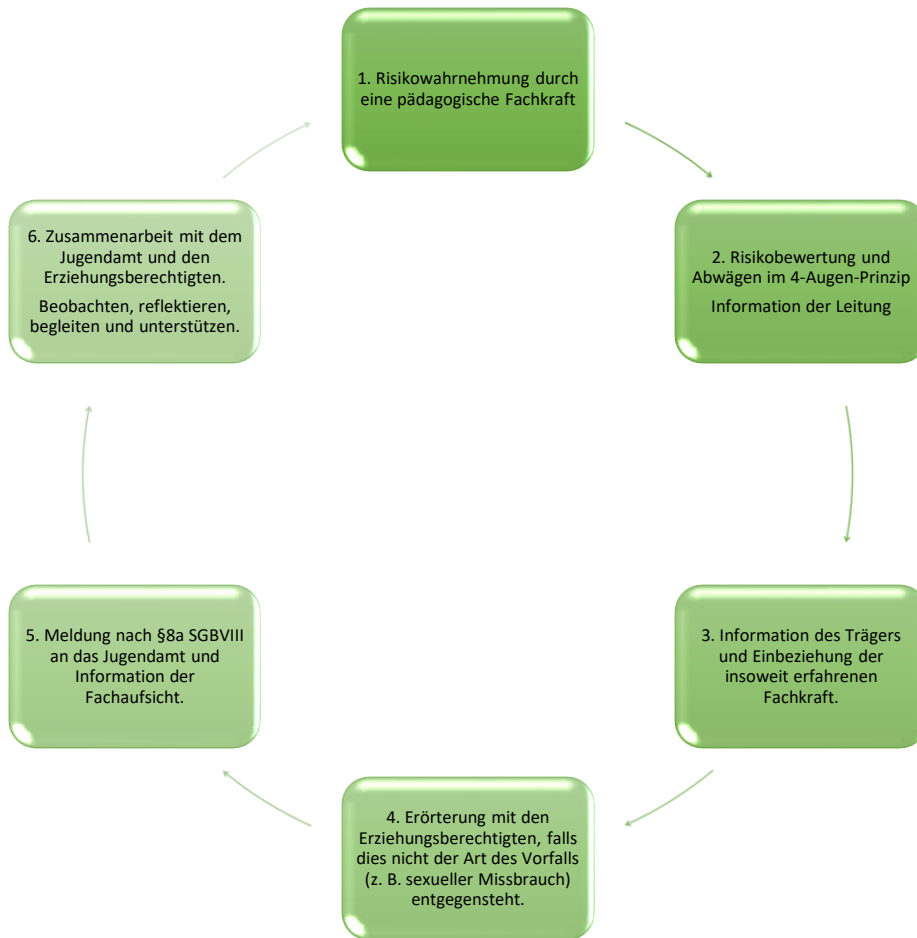 1. Risikowahrnehmung durch
eine pädagogische Fachkraft
2. Risikobewertung und
Abwägen im 4-Augen-Prinzip
Information der Leitung
3. Information des Trägers
und Einbeziehung der
insoweit erfahrenen
Fachkraft.
4. Erörterung mit den
Erziehungsberechtigten, falls
dies nicht der Art des Vorfalls
(z. B. sexueller Missbrauch)
entgegensteht.
5. Meldung nach §8a SGBVIII
an das Jugendamt und
Information der
Fachaufsicht.
6. Zusammenarbeit mit dem
Jugendamt und den
Erziehungsberechtigten.
Beobachten, reflektieren,
begleiten und unterstützen.